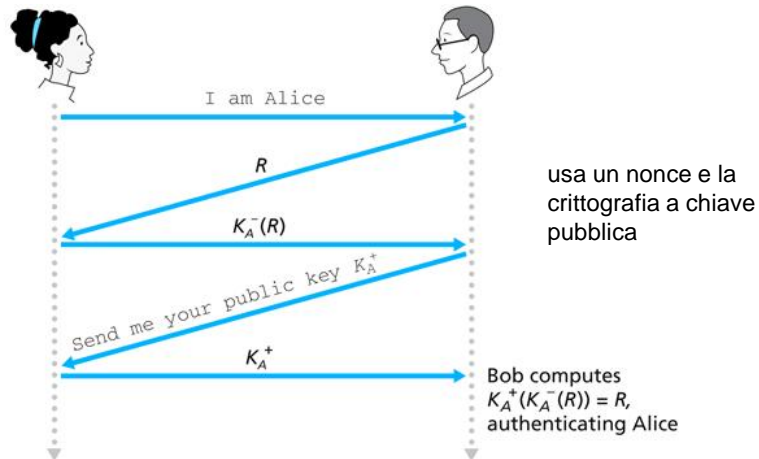 I am Alice
R
usa un nonce e la
crittografia a chiave
pubblica
K_A^-(R)
Send me your public key K_A^+
K_A^+
Bob computes
K_A^+(K_A^-(R)) = R,
authenticating Alice